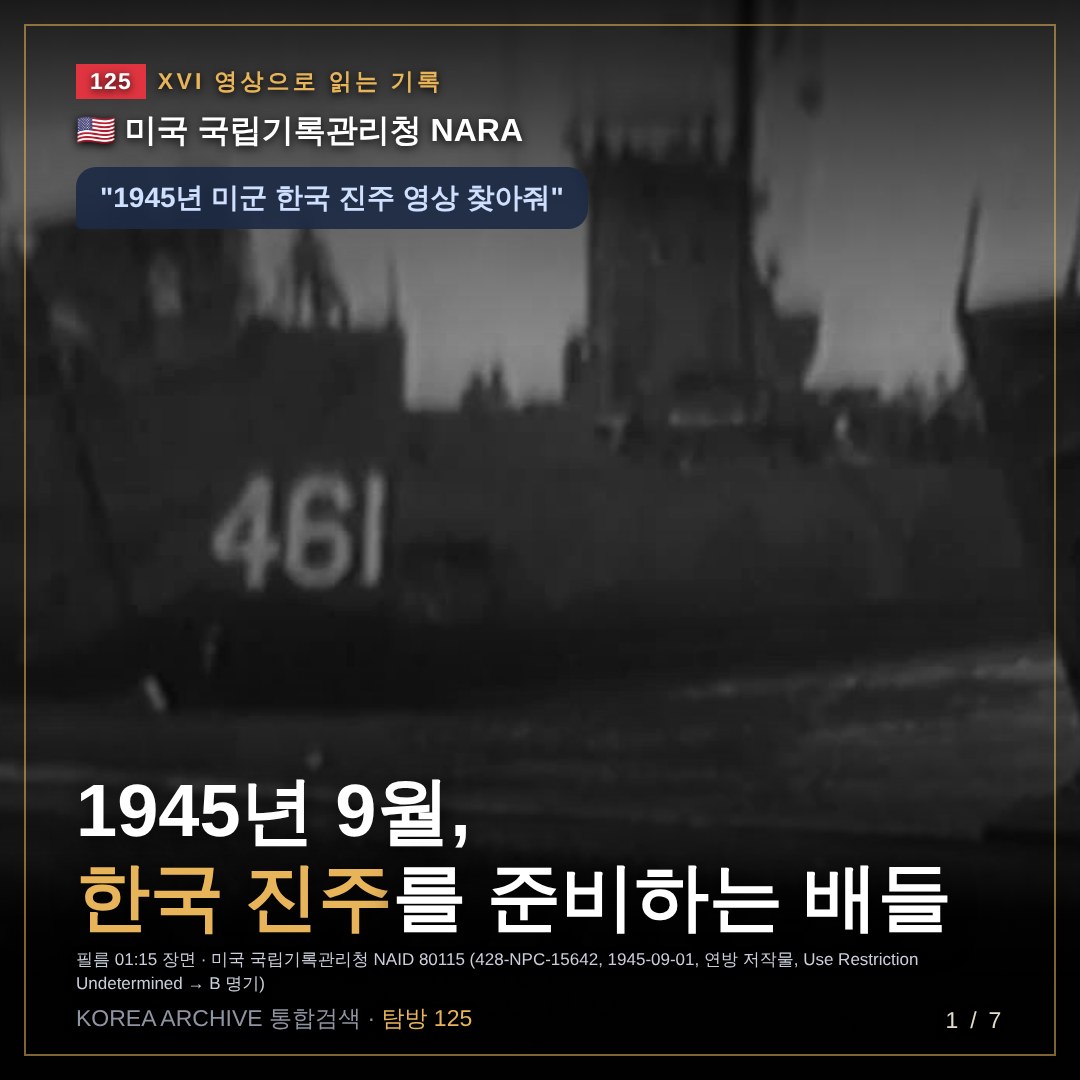 125 XVI 영상으로 읽는 기록
🇺🇸 미국 국립기록관리청 NARA
"1945년 미군 한국 진주 영상 찾아줘"
461
1945년 9월,
한국 진주를 준비하는 배들
필름 01:15 장면 · 미국 국립기록관리청 NAID 80115 (428-NPC-15642, 1945-09-01, 연방 저작물, Use Restriction
Undetermined → B 명기)
KOREA ARCHIVE 통합검색 · 탐방 125
1 / 7